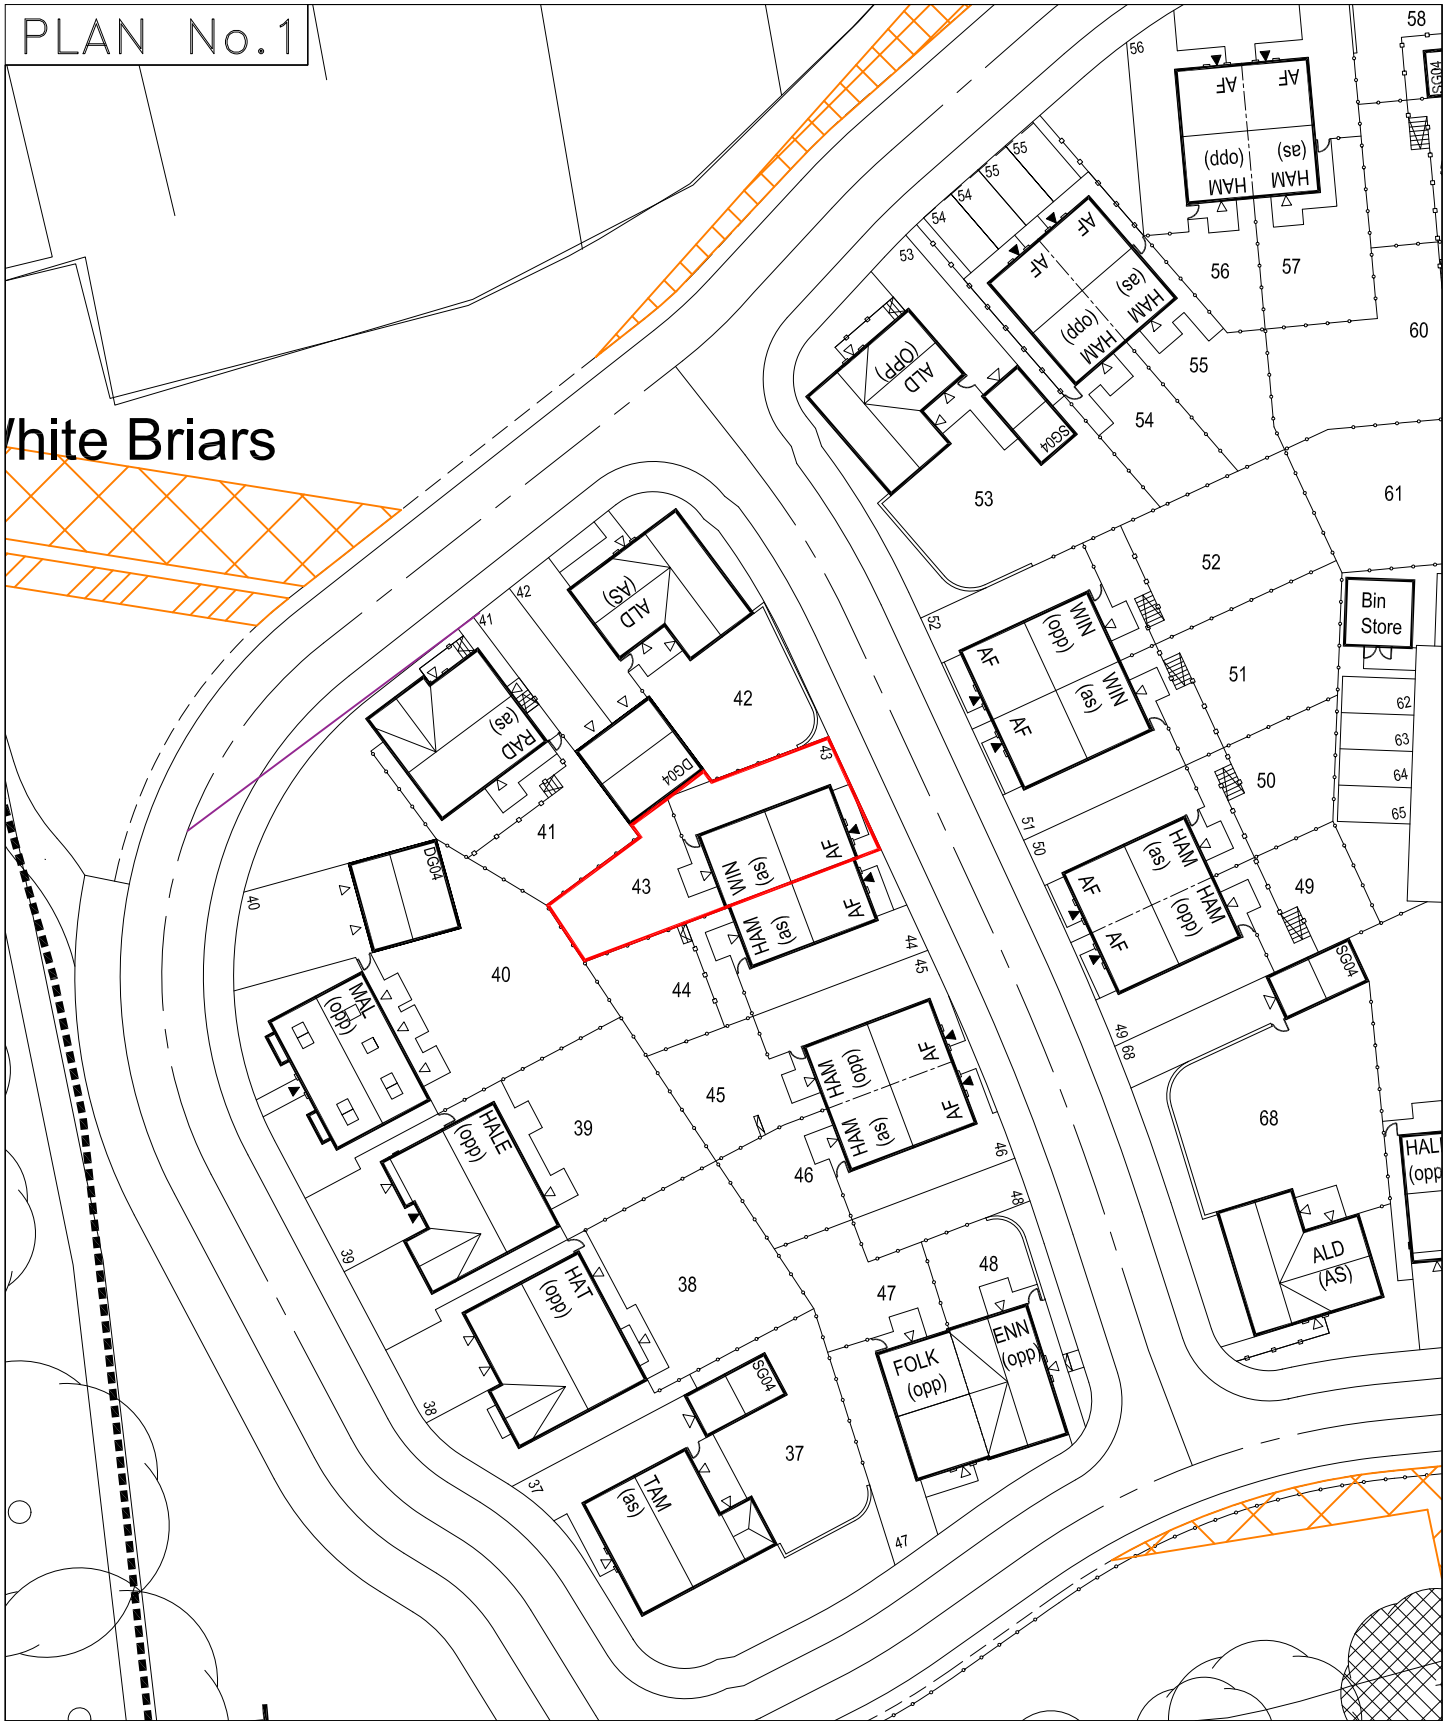 PLAN No.1
58
56
SG04
AF
AF
(opp)
(as)
HAM
HAM
55
55
54
54
53
56
57
60
AF
AF
(as)
HAM
(opp)
HAM
55
54
(OPP)
ALD
SG04
hite Briars
53
61
52
42
41
(AS)
ALD
52
WIN
(opp)
AF
WIN
(as)
AF
Bin
Store
51
42
62
63
64
65
(as)
RAD
43
DG04
50
41
51
50
43
WIN
(as)
AF
HAM
(as)
AF
HAM
(as)
AF
HAM
(opp)
AF
49
DG04
40
44
45
SG04
40
44
MAL
(opp)
49
68
HAM
(opp)
AF
45
HAM
(as)
AF
39
HALE
(opp)
46
46
68
HAL
(opp
48
39
HAT
(opp)
38
47
48
ALD
(AS)
FOLK
(opp)
ENN
(opp)
SG04
38
37
37
TAM
(as)
47